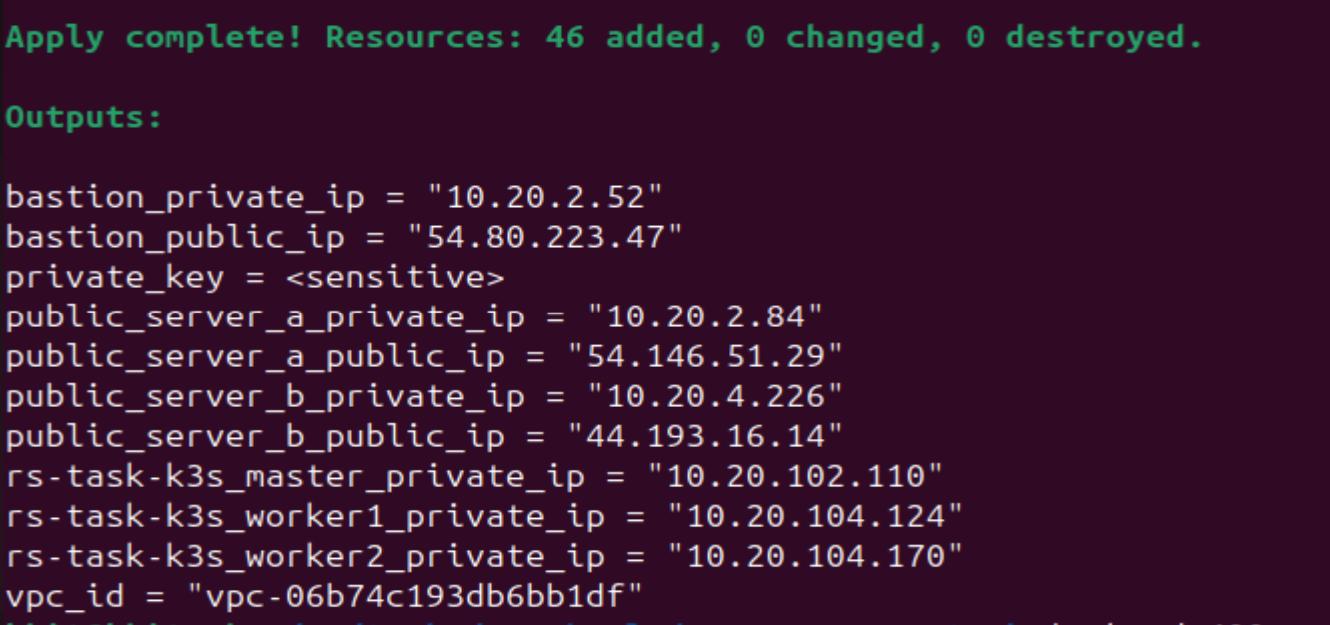 Apply complete! Resources: 46 added, 0 changed, 0 destroyed.
Outputs:
bastion_private_ip = "10.20.2.52"
bastion_public_ip = "54.80.223.47"
private_key = <sensitive>
public_server_a_private_ip = "10.20.2.84"
public_server_a_public_ip = "54.146.51.29"
public_server_b_private_ip = "10.20.4.226"
public_server_b_public_ip = "44.193.16.14"
rs-task-k3s_master_private_ip = "10.20.102.110"
rs-task-k3s_worker1_private_ip = "10.20.104.124"
rs-task-k3s_worker2_private_ip = "10.20.104.170"
vpc_id = "vpc-06b74c193db6bb1df"